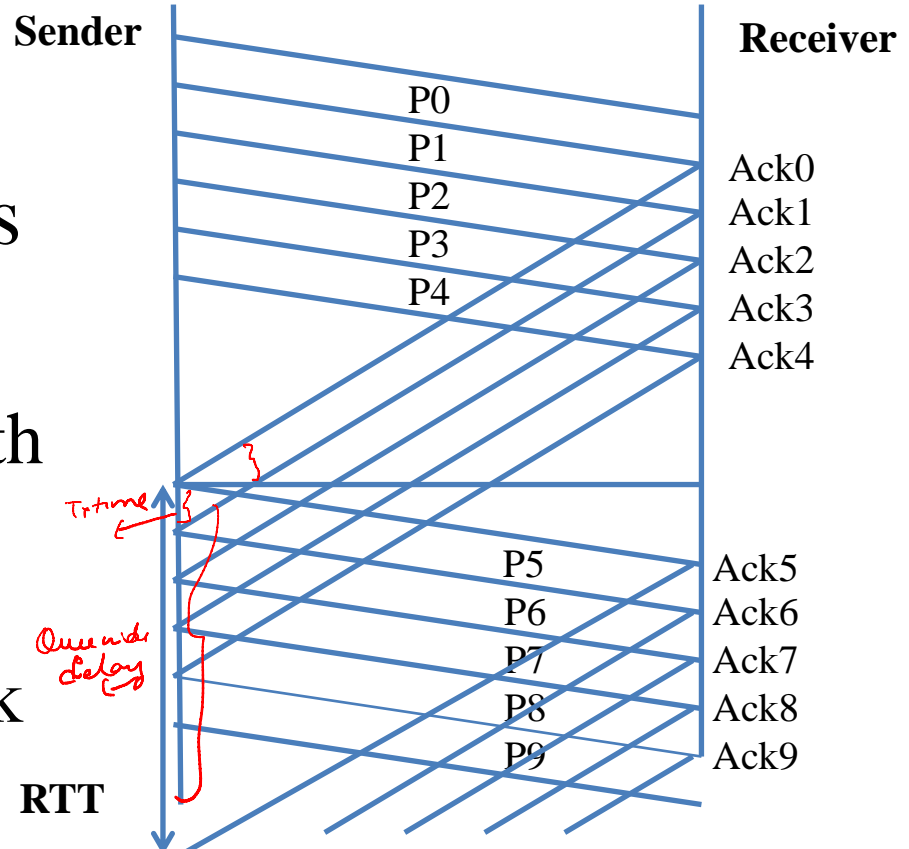 Sender
Receiver
P0
P1
P2
P3
P4
Ack0
Ack1
Ack2
Ack3
Ack4
s
th
k
Tr time
delay
RTT
P5
P6
P7
P8
P9
Ack5
Ack6
Ack7
Ack8
Ack9